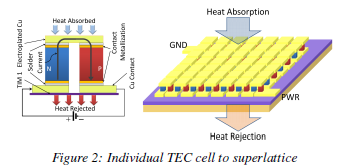 Heat Absorbed
Heat Absorption
TIM 1
Electroplated Cu
Solder
Current
N
P
Contact
Metallization
Cu Contact
GND
PWR
Heat Rejected
Heat Rejection
Figure 2: Individual TEC cell to superlattice